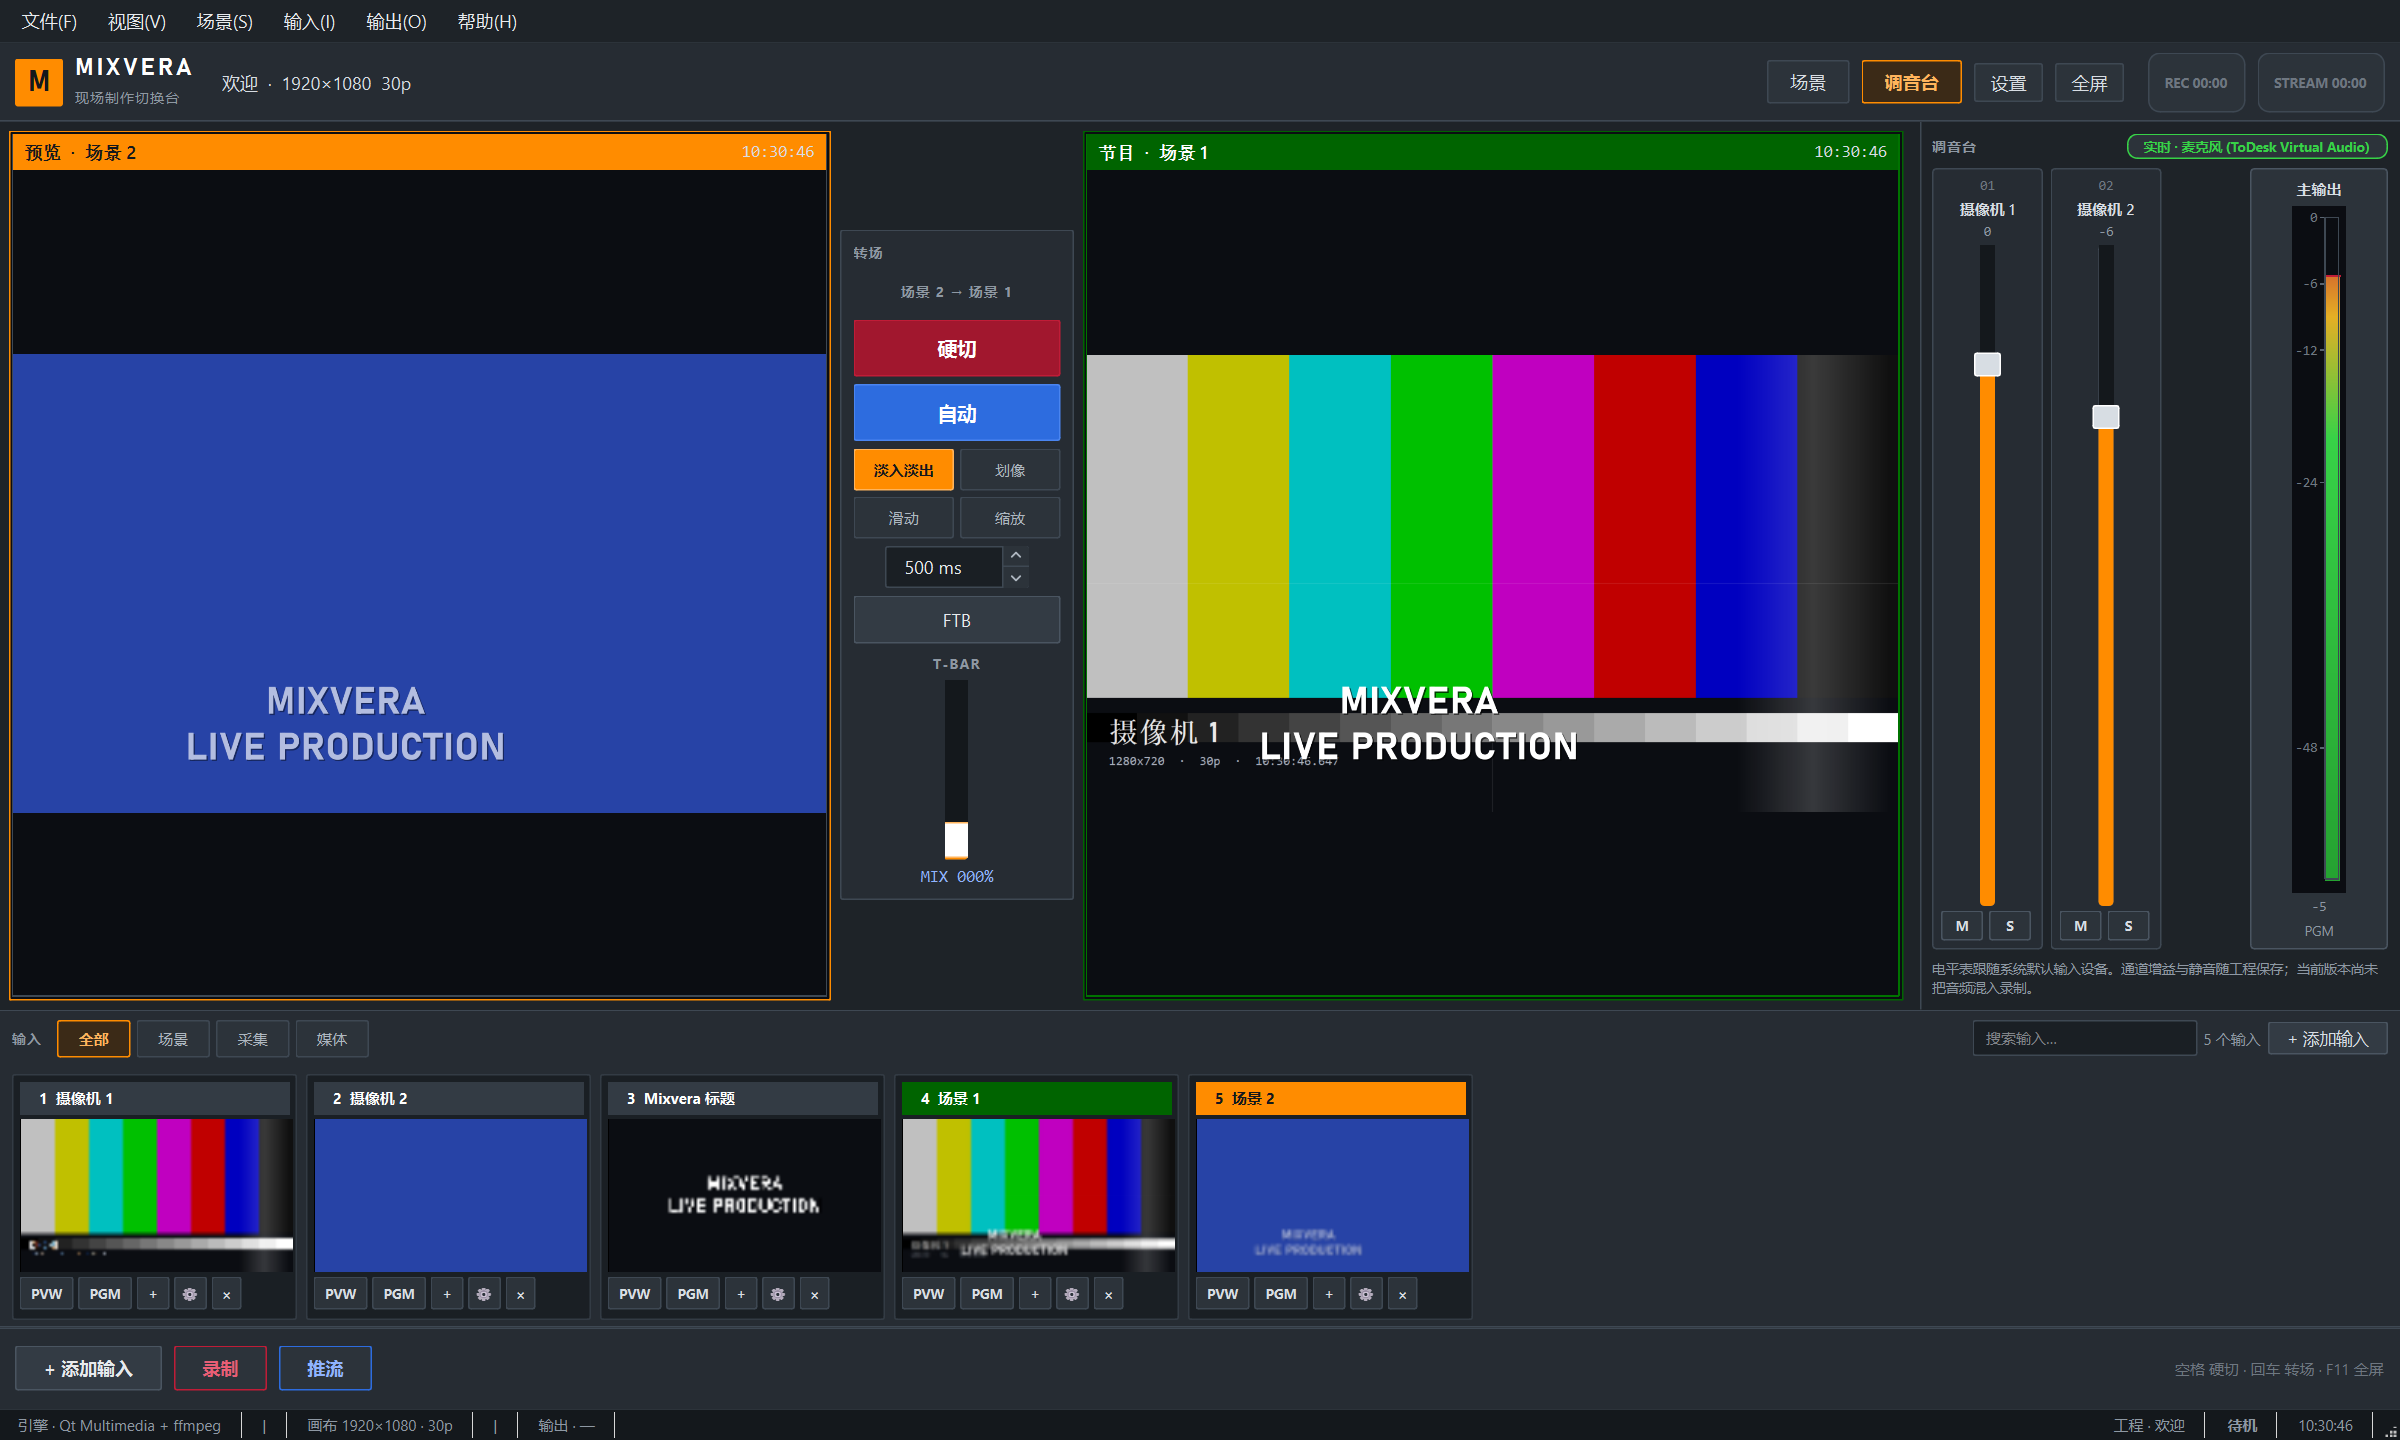 文件(F) 视图(V) 场景(S) 输入(I) 输出(O) 帮助(H)
M
MIXVERA
现场制作切换台
欢迎 · 1920×1080 30p
场景 调音台 设置 全屏 REC 00:00 STREAM 00:00
预览 · 场景 2 10:30:46
MIXVERA
LIVE PRODUCTION
转场
场景 2 → 场景 1
硬切
自动
淡入淡出 划像
滑动 缩放
500 ms
FTB
T-BAR
MIX 000%
节目 · 场景 1 10:30:46
摄像机 1
MIXVERA
LIVE PRODUCTION
1280x720 · 30p ·
调音台 实时 · 麦克风 (ToDesk Virtual Audio)
01
摄像机 1
0
M S
02
摄像机 2
-6
M S
主输出
0
-6
-12
-24
-48
-5
PGM
电平表跟随系统默认输入设备。通道增益与静音随工程保存；当前版本尚未
把音频混入录制。
输入 全部 场景 采集 媒体 搜索输入... 5 个输入 + 添加输入
1 摄像机 1
PVW PGM + ×
2 摄像机 2
PVW PGM + ×
3 Mixvera 标题
MIXVERA
LIVE PRODUCTION
PVW PGM + ×
4 场景 1
MIXVERA
LIVE PRODUCTION
PVW PGM + ×
5 场景 2
MIXVERA
LIVE PRODUCTION
PVW PGM + ×
+ 添加输入 录制 推流 空格 硬切 · 回车 转场 · F11 全屏
引擎 · Qt Multimedia + ffmpeg | 画布 1920×1080 · 30p | 输出 · — 工程 · 欢迎 待机 10:30:46